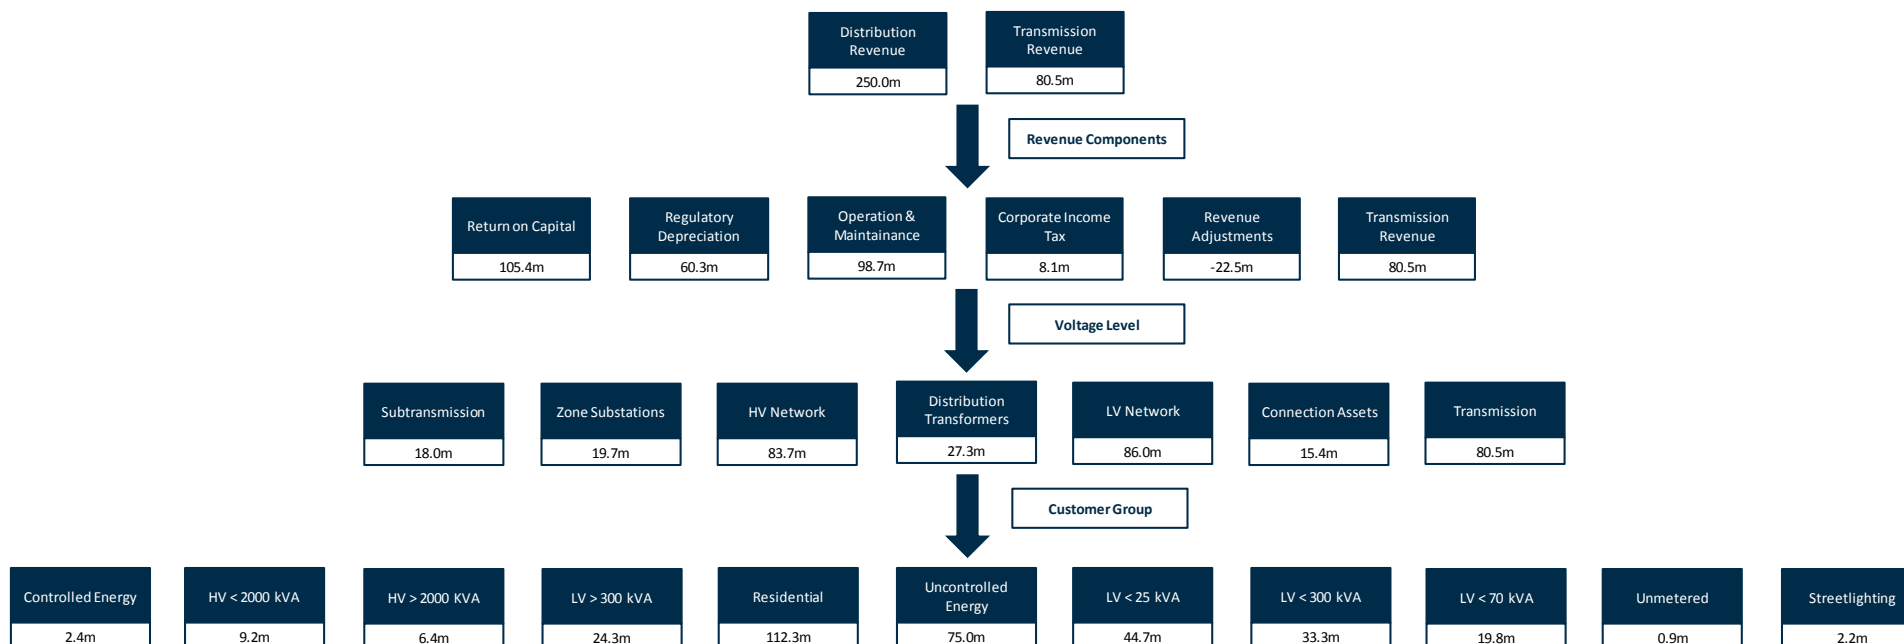 Distribution
Revenue
250.0m
Transmission
Revenue
80.5m
Revenue Components
Return on Capital
105.4m
Regulatory
Depreciation
60.3m
Operation &
Maintainance
98.7m
Corporate Income
Tax
8.1m
Revenue
Adjustments
-22.5m
Transmission
Revenue
80.5m
Voltage Level
Subtransmission
18.0m
Zone Substations
19.7m
HV Network
83.7m
Distribution
Transformers
27.3m
LV Network
86.0m
Connection Assets
15.4m
Transmission
80.5m
Customer Group
Controlled Energy
2.4m
HV < 2000 kVA
9.2m
HV > 2000 KVA
6.4m
LV > 300 kVA
24.3m
Residential
112.3m
Uncontrolled
Energy
75.0m
LV < 25 kVA
44.7m
LV < 300 kVA
33.3m
LV < 70 kVA
19.8m
Unmetered
0.9m
Streetlighting
2.2m